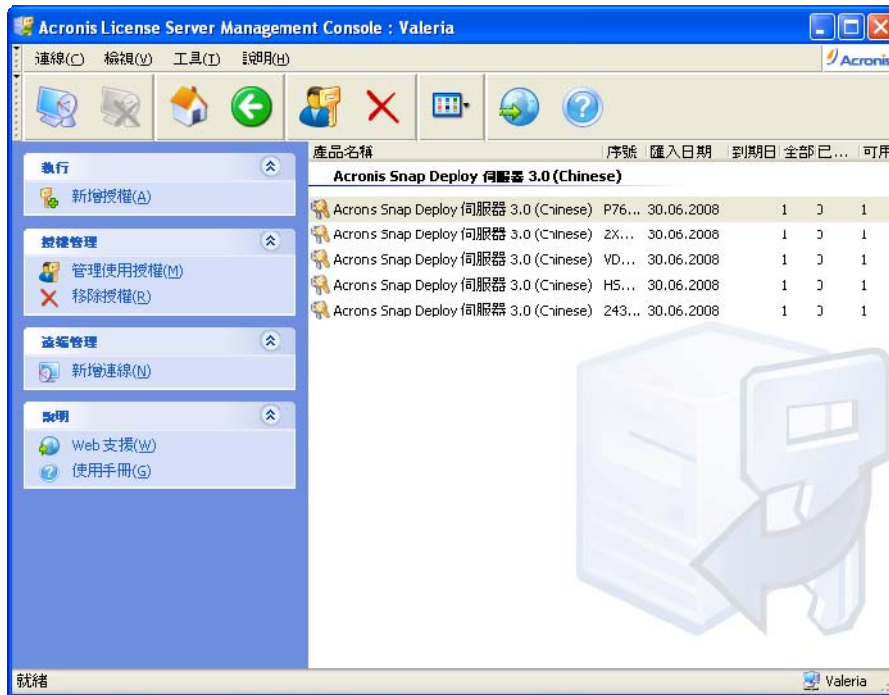 Acronis License Server Management Console : Valeria
連線(C) 檢視(V) 工具(T) 說明(H)
Acronis
產品名稱 序號 匯入日期 到期日 全部 已... 可用
執行
新增授權(A)
授權管理
管理使用授權(M)
移除授權(R)
遠端管理
新增連線(N)
說明
Web 支援(W)
使用手冊(G)
Acronis Snap Deploy 伺服器 3.0 (Chinese)
Acronis Snap Deploy 伺服器 3.0 (Chinese) P76... 30.06.2008 1 0 1
Acronis Snap Deploy 伺服器 3.0 (Chinese) 2X... 30.06.2008 1 0 1
Acronis Snap Deploy 伺服器 3.0 (Chinese) VD... 30.06.2008 1 0 1
Acronis Snap Deploy 伺服器 3.0 (Chinese) HS... 30.06.2008 1 0 1
Acronis Snap Deploy 伺服器 3.0 (Chinese) 243... 30.06.2008 1 0 1
就緒
Valeria